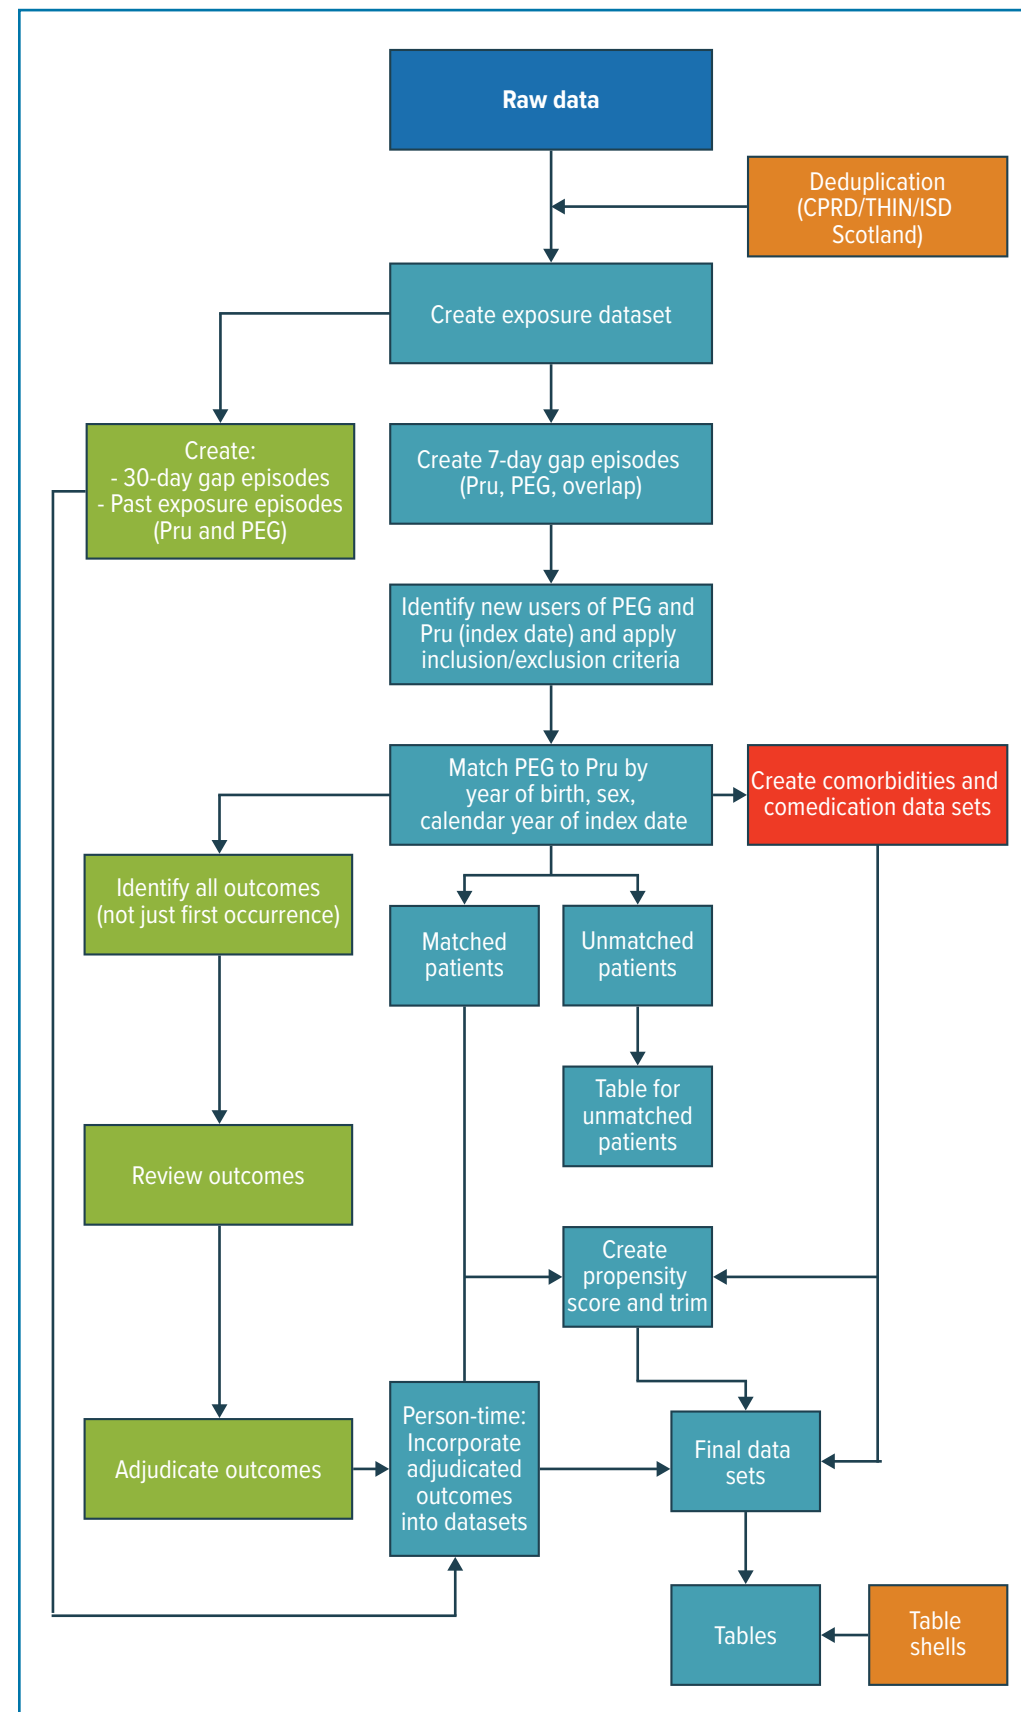 Raw data
Deduplication
(CPRD/THIN/ISD
Scotland)
Create exposure dataset
Create:
- 30-day gap episodes
- Past exposure episodes
(Pru and PEG)
Create 7-day gap episodes
(Pru, PEG, overlap)
Identify new users of PEG and
Pru (index date) and apply
inclusion/exclusion criteria
Match PEG to Pru by
year of birth, sex,
calendar year of index date
Create comorbidities and
comedication data sets
Identify all outcomes
(not just first occurrence)
Matched
patients
Unmatched
patients
Table for
unmatched
patients
Review outcomes
Create
propensity
score and trim
Adjudicate outcomes
Person-time:
Incorporate
adjudicated
outcomes
into datasets
Final data
sets
Tables
Table
shells